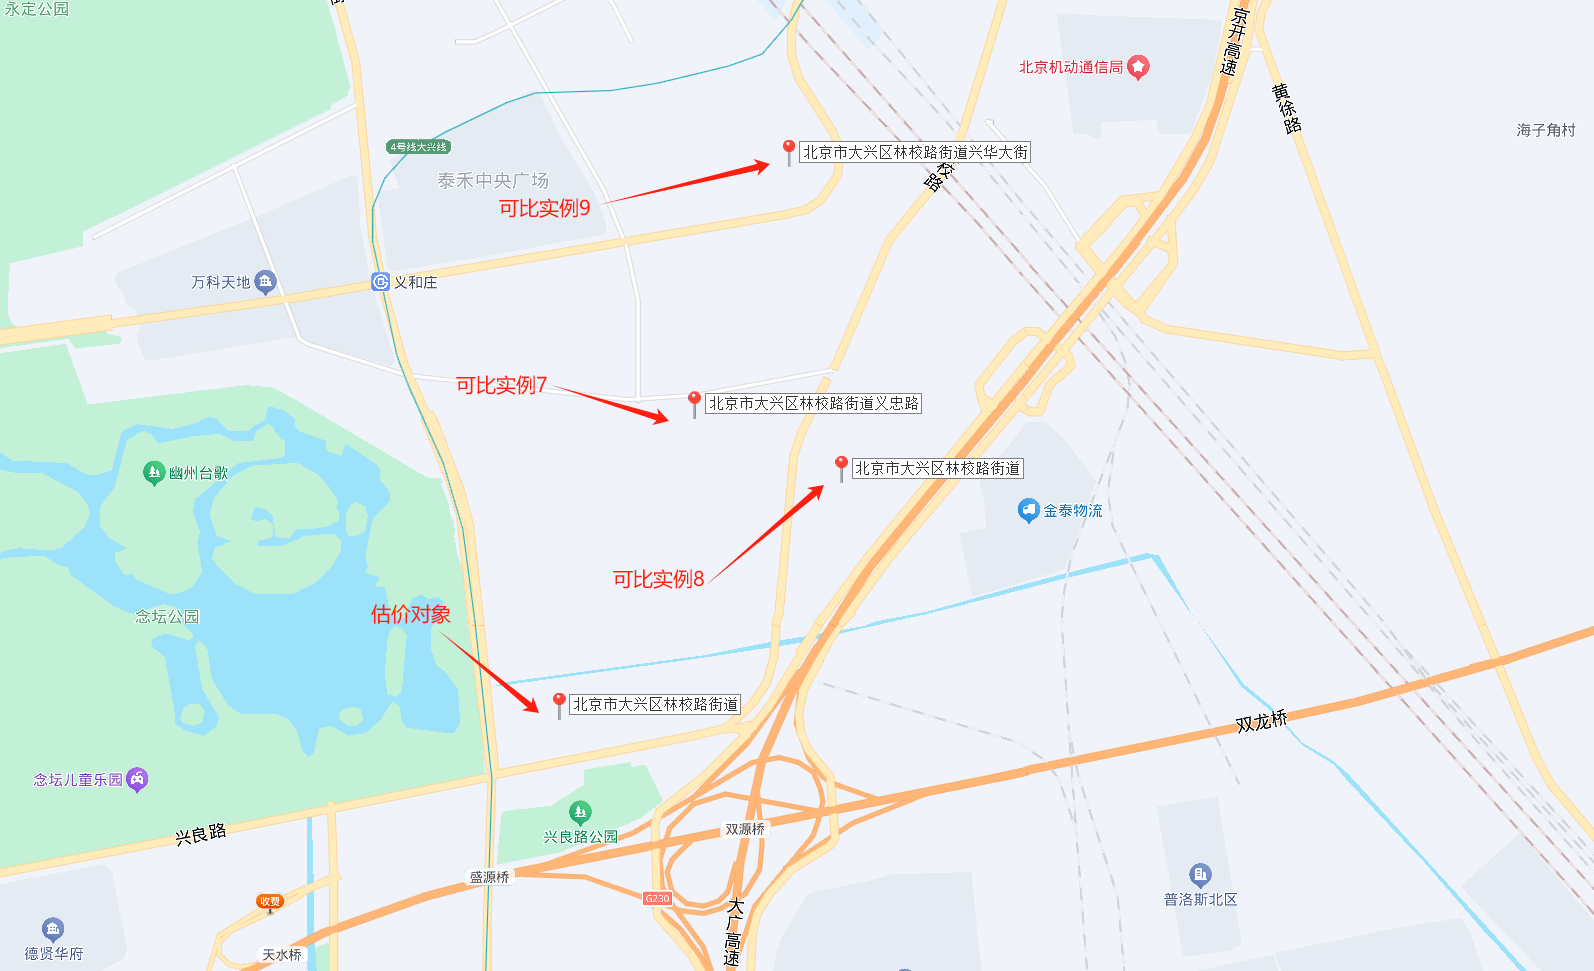 永定公园
京开高速
北京机动通信局
黄徐路
海子角村
4号线大兴线
北京市大兴区林校路街道兴华大街
泰禾中央广场
校路
可比实例9
万科天地
义和庄
可比实例7
北京市大兴区林校路街道义忠路
北京市大兴区林校路街道
幽州台歌
金泰物流
可比实例8
估价对象
念坛公园
北京市大兴区林校路街道
双龙桥
念坛儿童乐园
兴良路
兴良路公园
双源桥
盛源桥
普洛斯北区
G230
收费
大广高速
德贤华府
天水桥